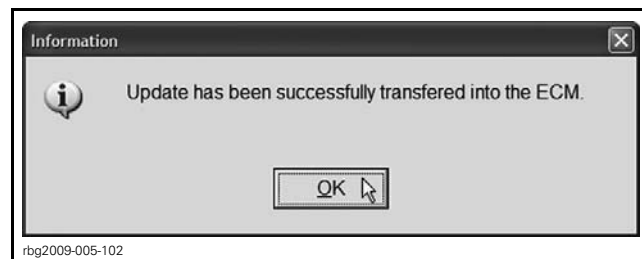 Information
Update has been successfully transfered into the ECM.
OK
rbg2009-005-102